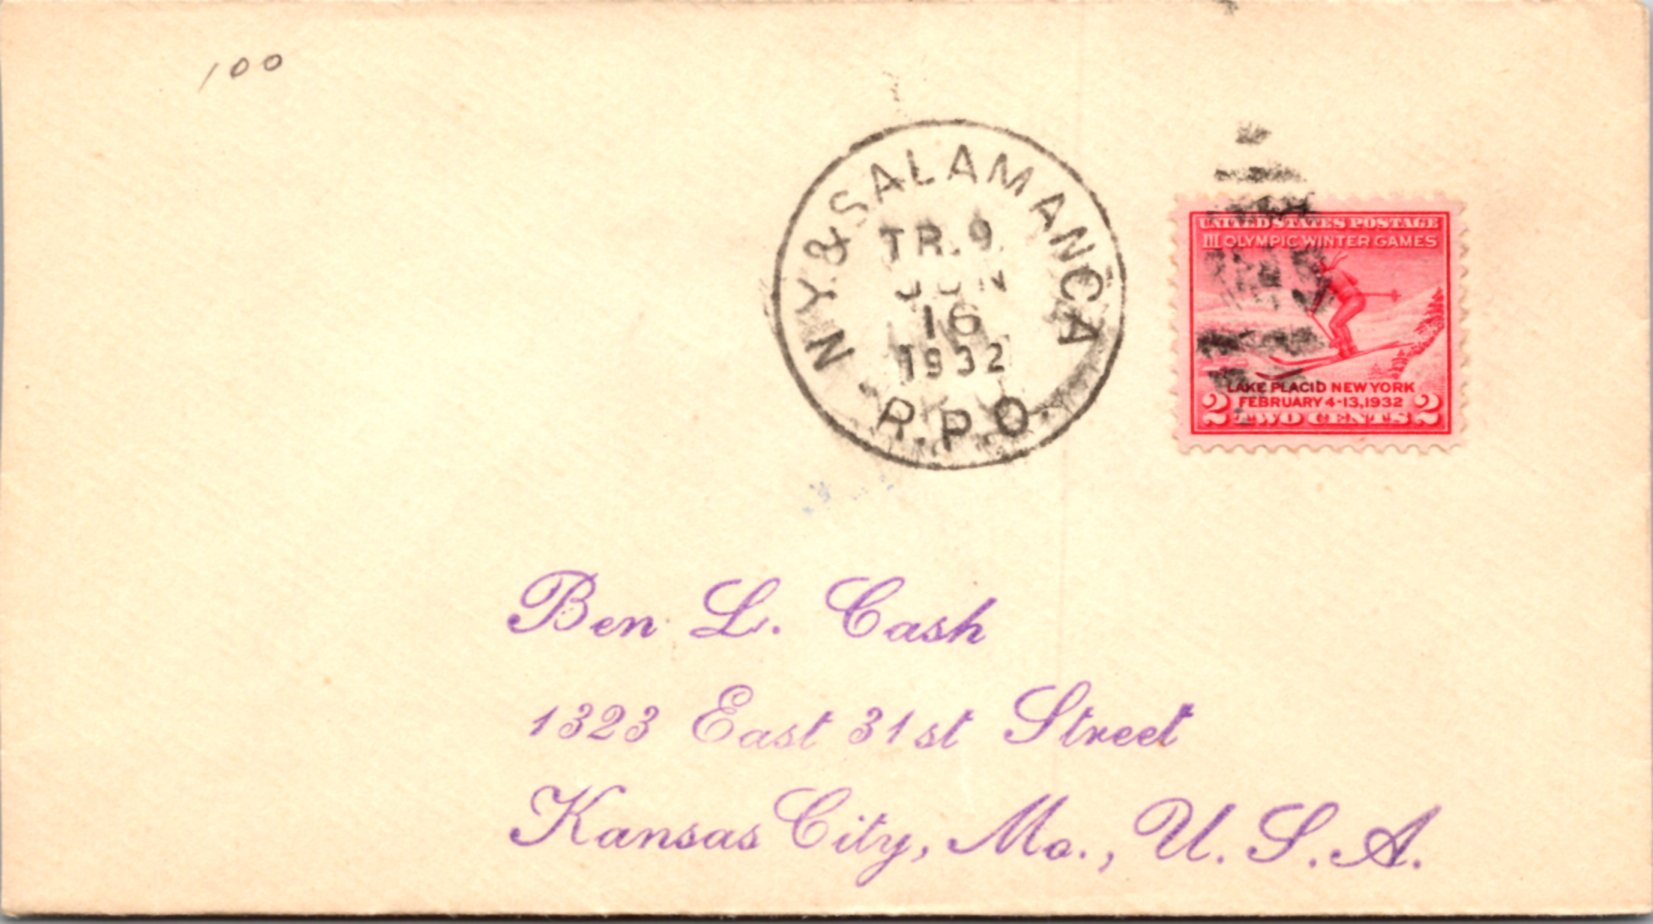 100
N.Y. & SALAMANCA
TR. 9
JUN
16
1932
R.P.O.
UNITED STATES POSTAGE
III OLYMPIC WINTER GAMES
LAKE PLACID NEW YORK
FEBRUARY 4-13, 1932
2 TWO CENTS 2
Ben L. Cash
1323 East 31st Street
Kansas City, Mo., U. S. A.